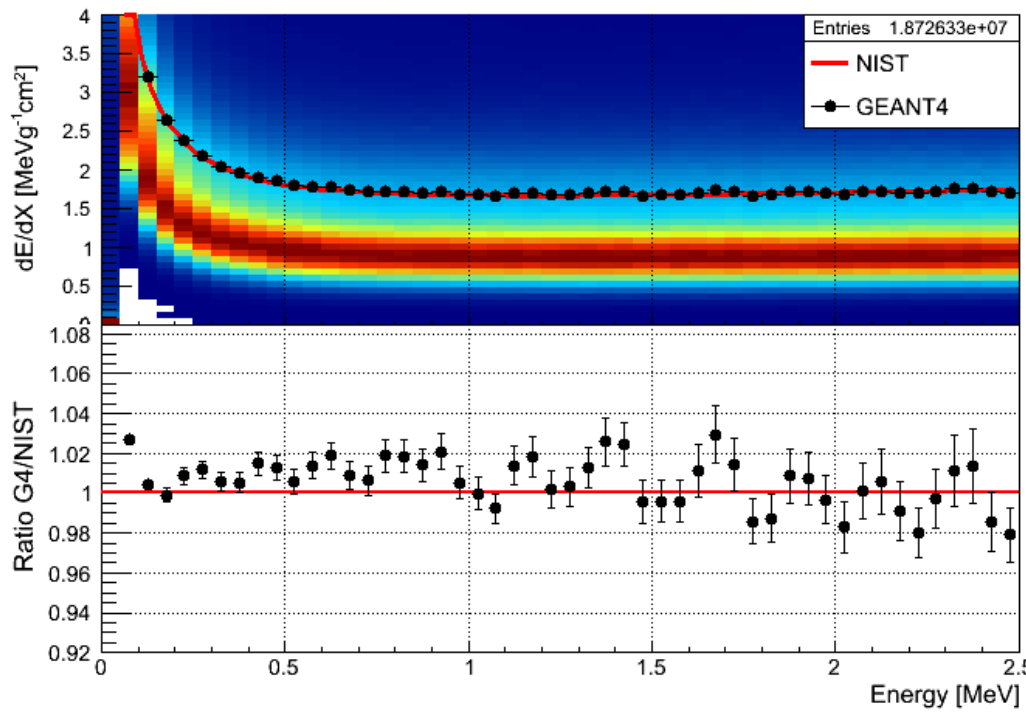 Entries 1.872633e+07
NIST
GEANT4
dE/dX [MeVg⁻¹cm²]
4
3.5
3
2.5
2
1.5
1
0.5
Ratio G4/NIST
1.08
1.06
1.04
1.02
1
0.98
0.96
0.94
0.92
0 0.5 1 1.5 2 2.5
Energy [MeV]